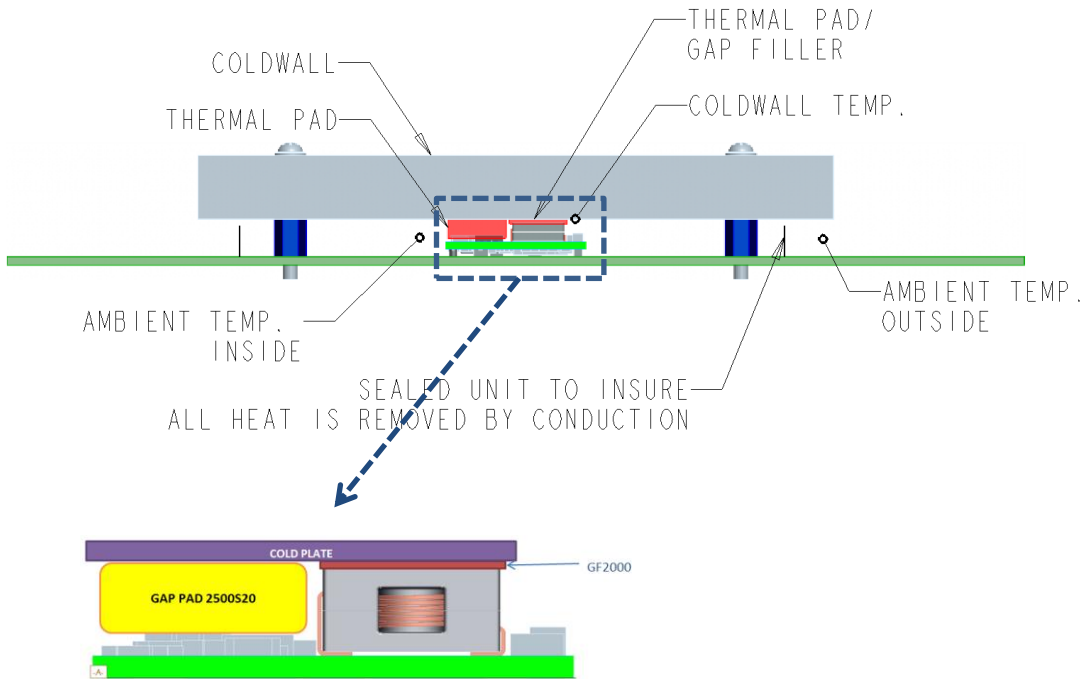 THERMAL PAD/
GAP FILLER
COLDWALL
COLDWALL TEMP.
THERMAL PAD
AMBIENT TEMP.
INSIDE
AMBIENT TEMP.
OUTSIDE
SEALED UNIT TO INSURE
ALL HEAT IS REMOVED BY CONDUCTION
COLD PLATE
GF2000
GAP PAD 2500S20
-A-